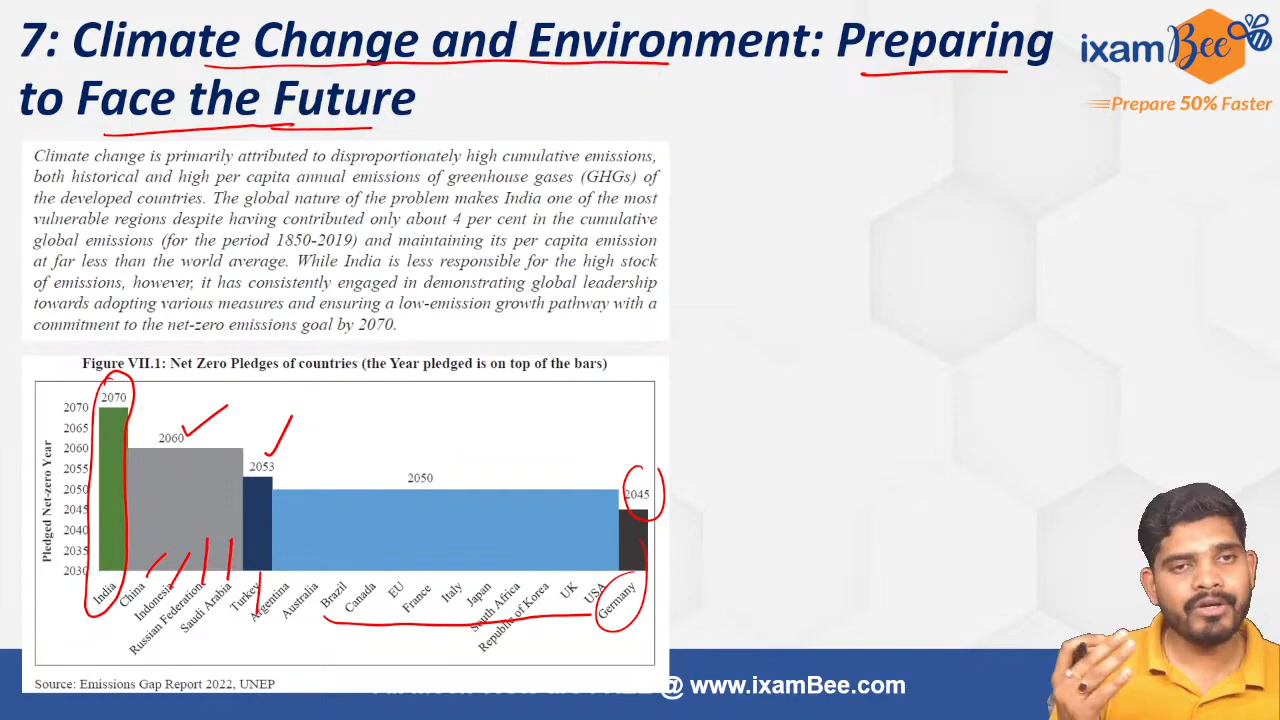 7: Climate Change and Environment: Preparing
to Face the Future
ixamBee
Prepare 50% Faster
Climate change is primarily attributed to disproportionately high cumulative emissions,
both historical and high per capita annual emissions of greenhouse gases (GHGs) of
the developed countries. The global nature of the problem makes India one of the most
vulnerable regions despite having contributed only about 4 per cent in the cumulative
global emissions (for the period 1850-2019) and maintaining its per capita emission
at far less than the world average. While India is less responsible for the high stock
of emissions, however, it has consistently engaged in demonstrating global leadership
towards adopting various measures and ensuring a low-emission growth pathway with a
commitment to the net-zero emissions goal by 2070.
Figure VII.1: Net Zero Pledges of countries (the Year pledged is on top of the bars)
Pledged Net-zero Year
2070
2065
2060
2055
2050
2045
2040
2035
2030
2070
2060
2053
2050
2045
India
China
Indonesia
Russian Federation
Saudi Arabia
Turkey
Argentina
Australia
Brazil
Canada
EU
France
Italy
Japan
South Africa
Republic of Korea
UK
USA
Germany
Source: Emissions Gap Report 2022, UNEP
@ www.ixamBee.com